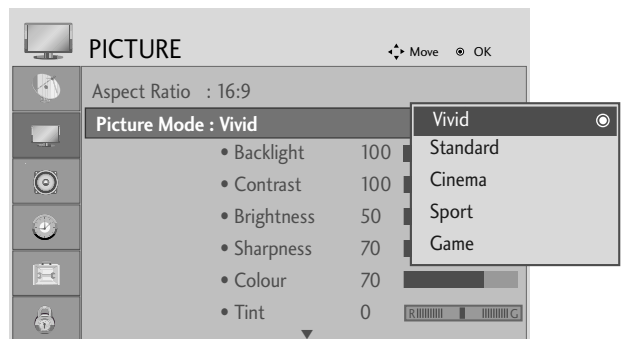 PICTURE Move OK
Aspect Ratio : 16:9
Picture Mode : Vivid
• Backlight 100
• Contrast 100
• Brightness 50
• Sharpness 70
• Colour 70
• Tint 0 R G
Vivid
Standard
Cinema
Sport
Game